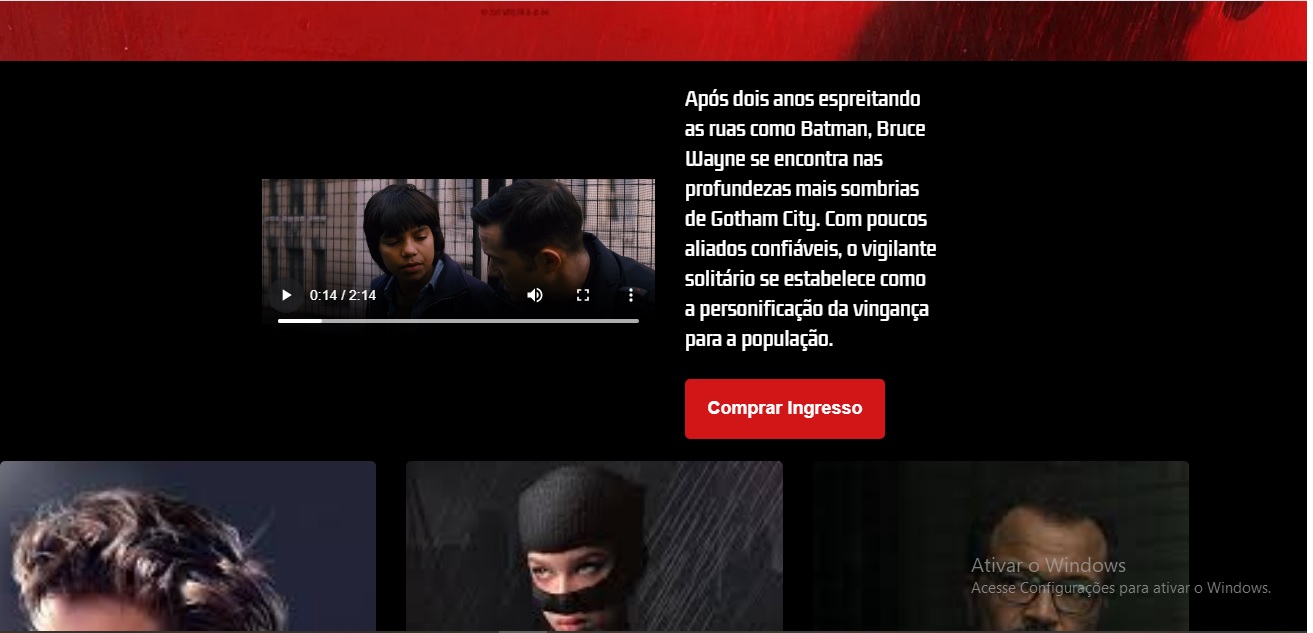 Após dois anos espreitando
as ruas como Batman, Bruce
Wayne se encontra nas
profundezas mais sombrias
de Gotham City. Com poucos
aliados confiáveis, o vigilante
solitário se estabelece como
a personificação da vingança
para a população.
0:14 / 2:14
Comprar Ingresso
Ativar o Windows
Acesse Configurações para ativar o Windows.